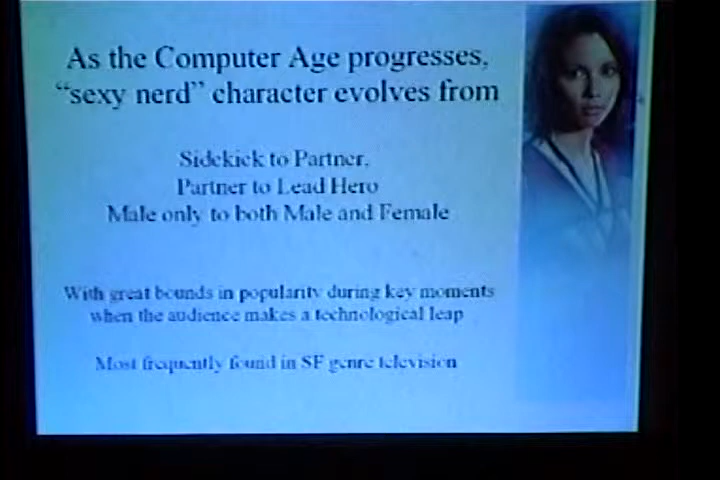 As the Computer Age progresses,
“sexy nerd” character evolves from
Sidekick to Partner,
Partner to Lead Hero
Male only to both Male and Female
With great bounds in popularity during key moments
when the audience makes a technological leap
Most frequently found in SF genre television